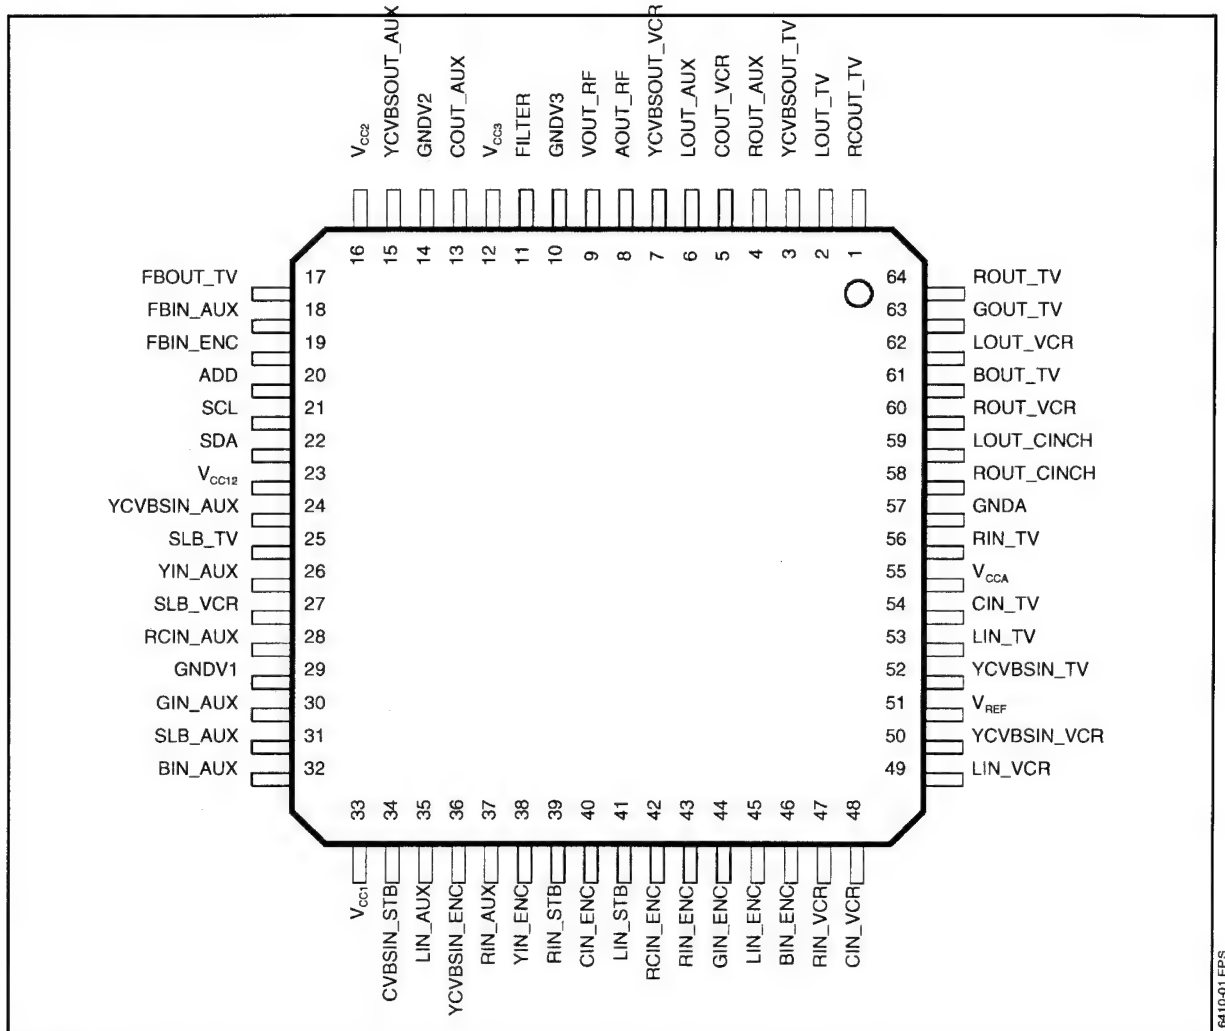 VCC2
YCVBSOUT_AUX
GNDV2
COUT_AUX
VCC3
FILTER
GNDV3
VOUT_RF
AOUT_RF
YCVBSOUT_VCR
LOUT_AUX
COUT_VCR
ROUT_AUX
YCVBSOUT_TV
LOUT_TV
RCOUT_TV
16
15
14
13
12
11
10
9
8
7
6
5
4
3
2
1
FBOUT_TV 17
FBIN_AUX 18
FBIN_ENC 19
ADD 20
SCL 21
SDA 22
VCC12 23
YCVBSIN_AUX 24
SLB_TV 25
YIN_AUX 26
SLB_VCR 27
RCIN_AUX 28
GNDV1 29
GIN_AUX 30
SLB_AUX 31
BIN_AUX 32
64 ROUT_TV
63 GOUT_TV
62 LOUT_VCR
61 BOUT_TV
60 ROUT_VCR
59 LOUT_CINCH
58 ROUT_CINCH
57 GNDA
56 RIN_TV
55 VCCA
54 CIN_TV
53 LIN_TV
52 YCVBSIN_TV
51 VREF
50 YCVBSIN_VCR
49 LIN_VCR
33
34
35
36
37
38
39
40
41
42
43
44
45
46
47
48
VCC1
CVBSIN_STB
LIN_AUX
YCVBSIN_ENC
RIN_AUX
YIN_ENC
RIN_STB
CIN_ENC
LIN_STB
RCIN_ENC
RIN_ENC
GIN_ENC
LIN_ENC
BIN_ENC
RIN_VCR
CIN_VCR
6410-01.EPS